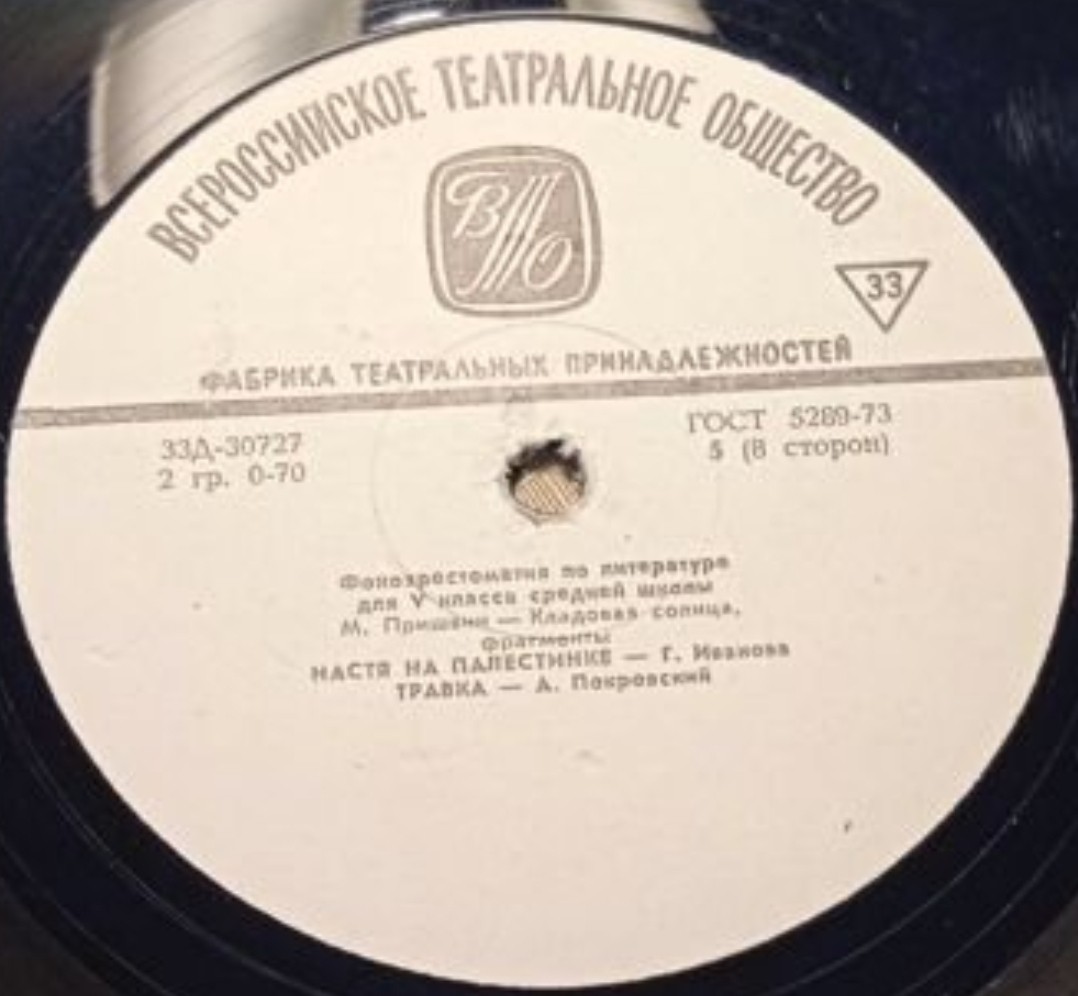 ВСЕРОССИЙСКОЕ ТЕАТРАЛЬНОЕ ОБЩЕСТВО
ВТО
33
ФАБРИКА ТЕАТРАЛЬНЫХ ПРИНАДЛЕЖНОСТЕЙ
33Д-30727
2 гр. 0-70
ГОСТ 5289-73
5 (8 сторон)
Фонохрестоматия по литературе
для V класса средней школы
М. Пришвин — Кладовая солнца,
фрагменты
НАСТЯ НА ПАЛЕСТИНКЕ — Г. Иванова
ТРАВКА — А. Покровский